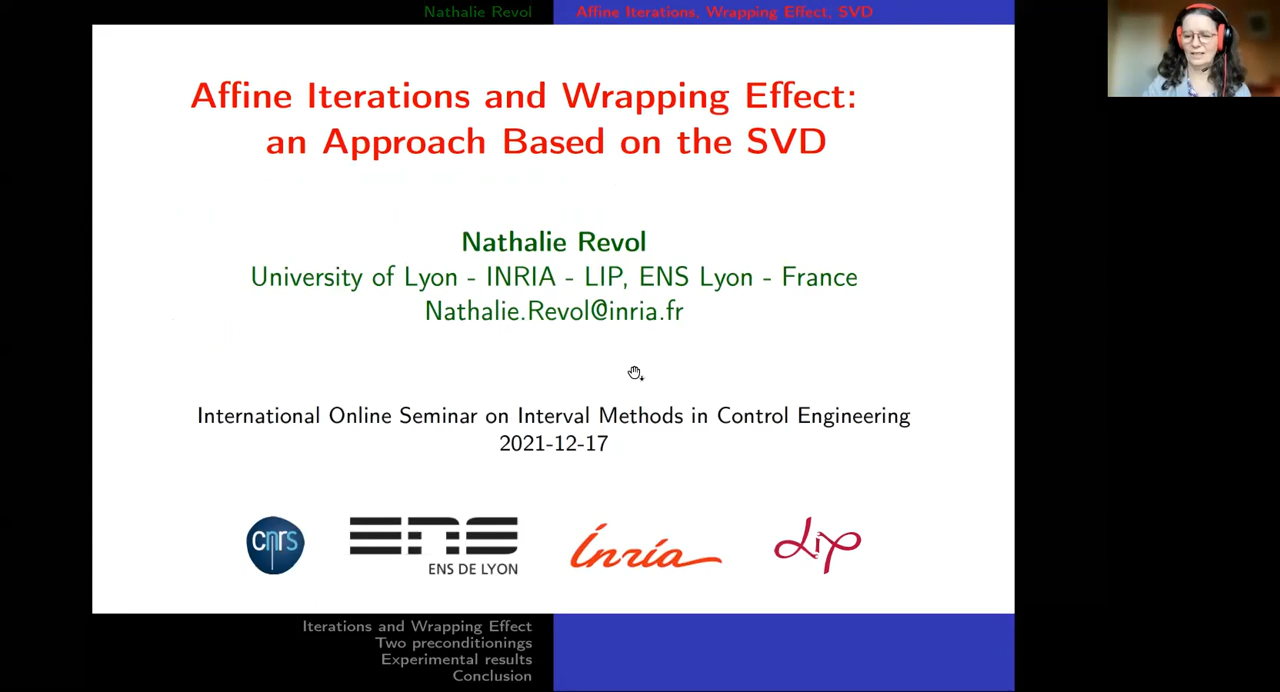 Nathalie Revol
Affine Iterations, Wrapping Effect, SVD
Affine Iterations and Wrapping Effect:
an Approach Based on the SVD
Nathalie Revol
University of Lyon - INRIA - LIP, ENS Lyon - France
Nathalie.Revol@inria.fr
International Online Seminar on Interval Methods in Control Engineering
2021-12-17
cnrs
ENS
ENS DE LYON
Inria
LIP
Iterations and Wrapping Effect
Two preconditionings
Experimental results
Conclusion